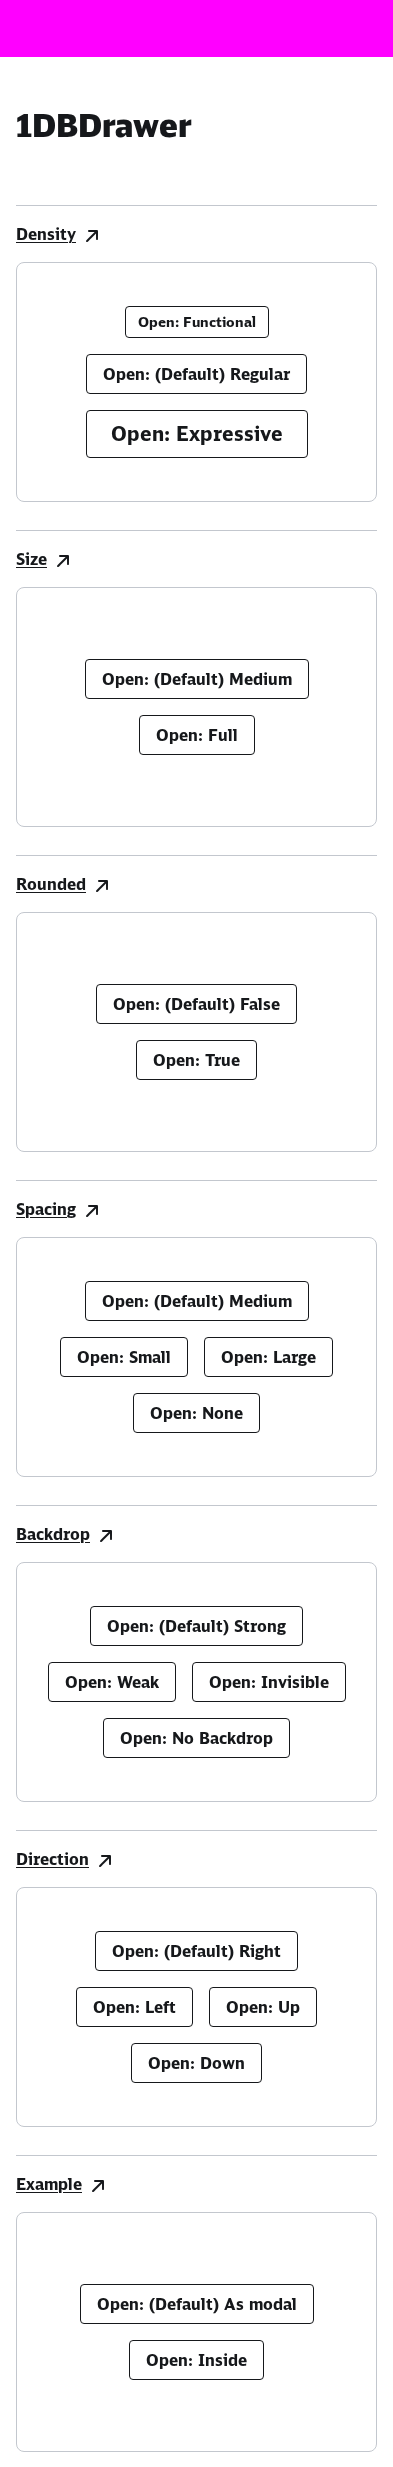 1DBDrawer
Density
Open: Functional
Open: (Default) Regular
Open: Expressive
Size
Open: (Default) Medium
Open: Full
Rounded
Open: (Default) False
Open: True
Spacing
Open: (Default) Medium
Open: Small Open: Large
Open: None
Backdrop
Open: (Default) Strong
Open: Weak Open: Invisible
Open: No Backdrop
Direction
Open: (Default) Right
Open: Left Open: Up
Open: Down
Example
Open: (Default) As modal
Open: Inside